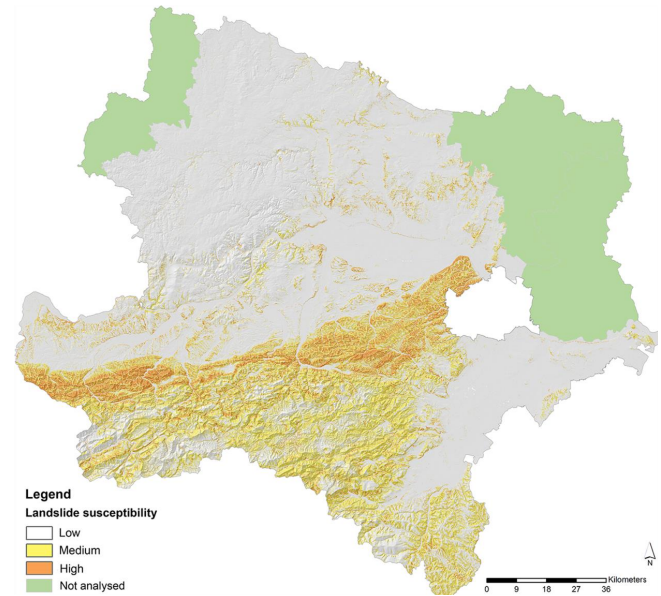 Legend
Landslide susceptibility
Low
Medium
High
Not analysed
N
Kilometers
0 9 18 27 36